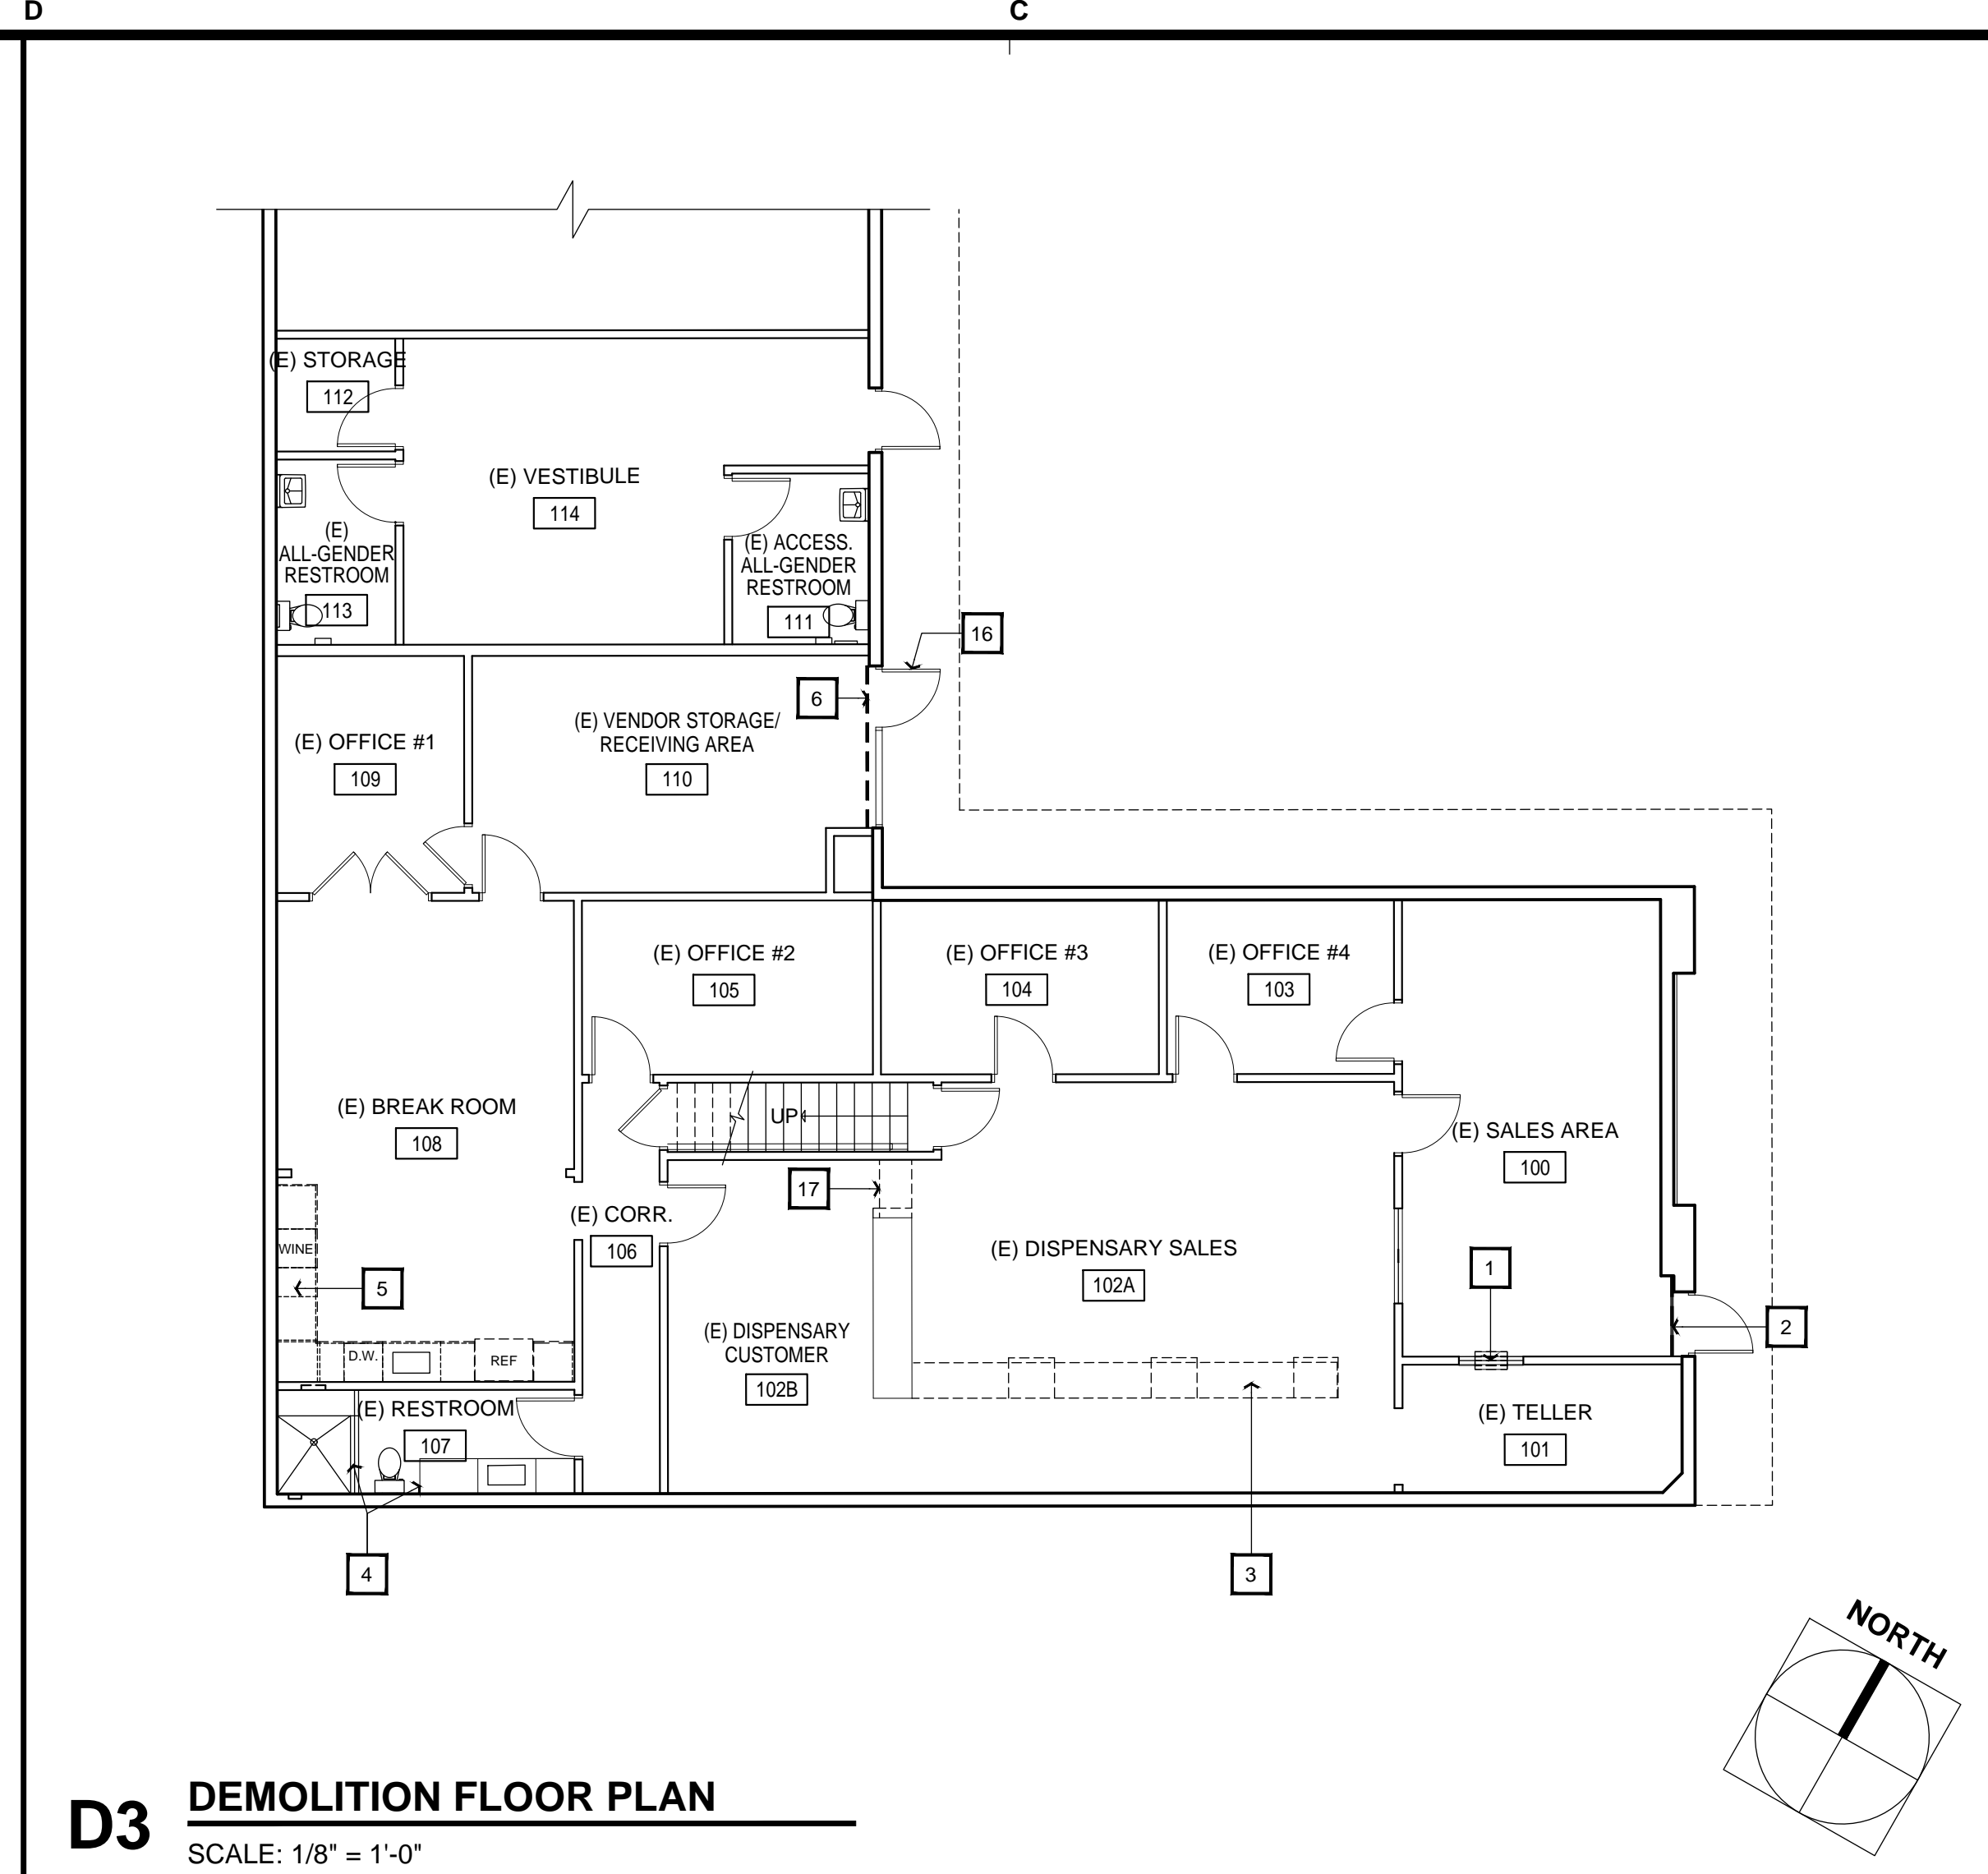 D
C
(E) STORAGE
112
(E) VESTIBULE
114
(E)
ALL-GENDER
RESTROOM
113
(E) ACCESS.
ALL-GENDER
RESTROOM
111
16
6
(E) VENDOR STORAGE/
RECEIVING AREA
110
(E) OFFICE #1
109
(E) OFFICE #2
105
(E) OFFICE #3
104
(E) OFFICE #4
103
(E) BREAK ROOM
108
UP
(E) SALES AREA
100
17
(E) CORR.
106
WINE
5
(E) DISPENSARY SALES
102A
1
2
(E) DISPENSARY
CUSTOMER
102B
D.W.
REF
(E) RESTROOM
107
(E) TELLER
101
4
3
NORTH
D3
DEMOLITION FLOOR PLAN
SCALE: 1/8" = 1'-0"